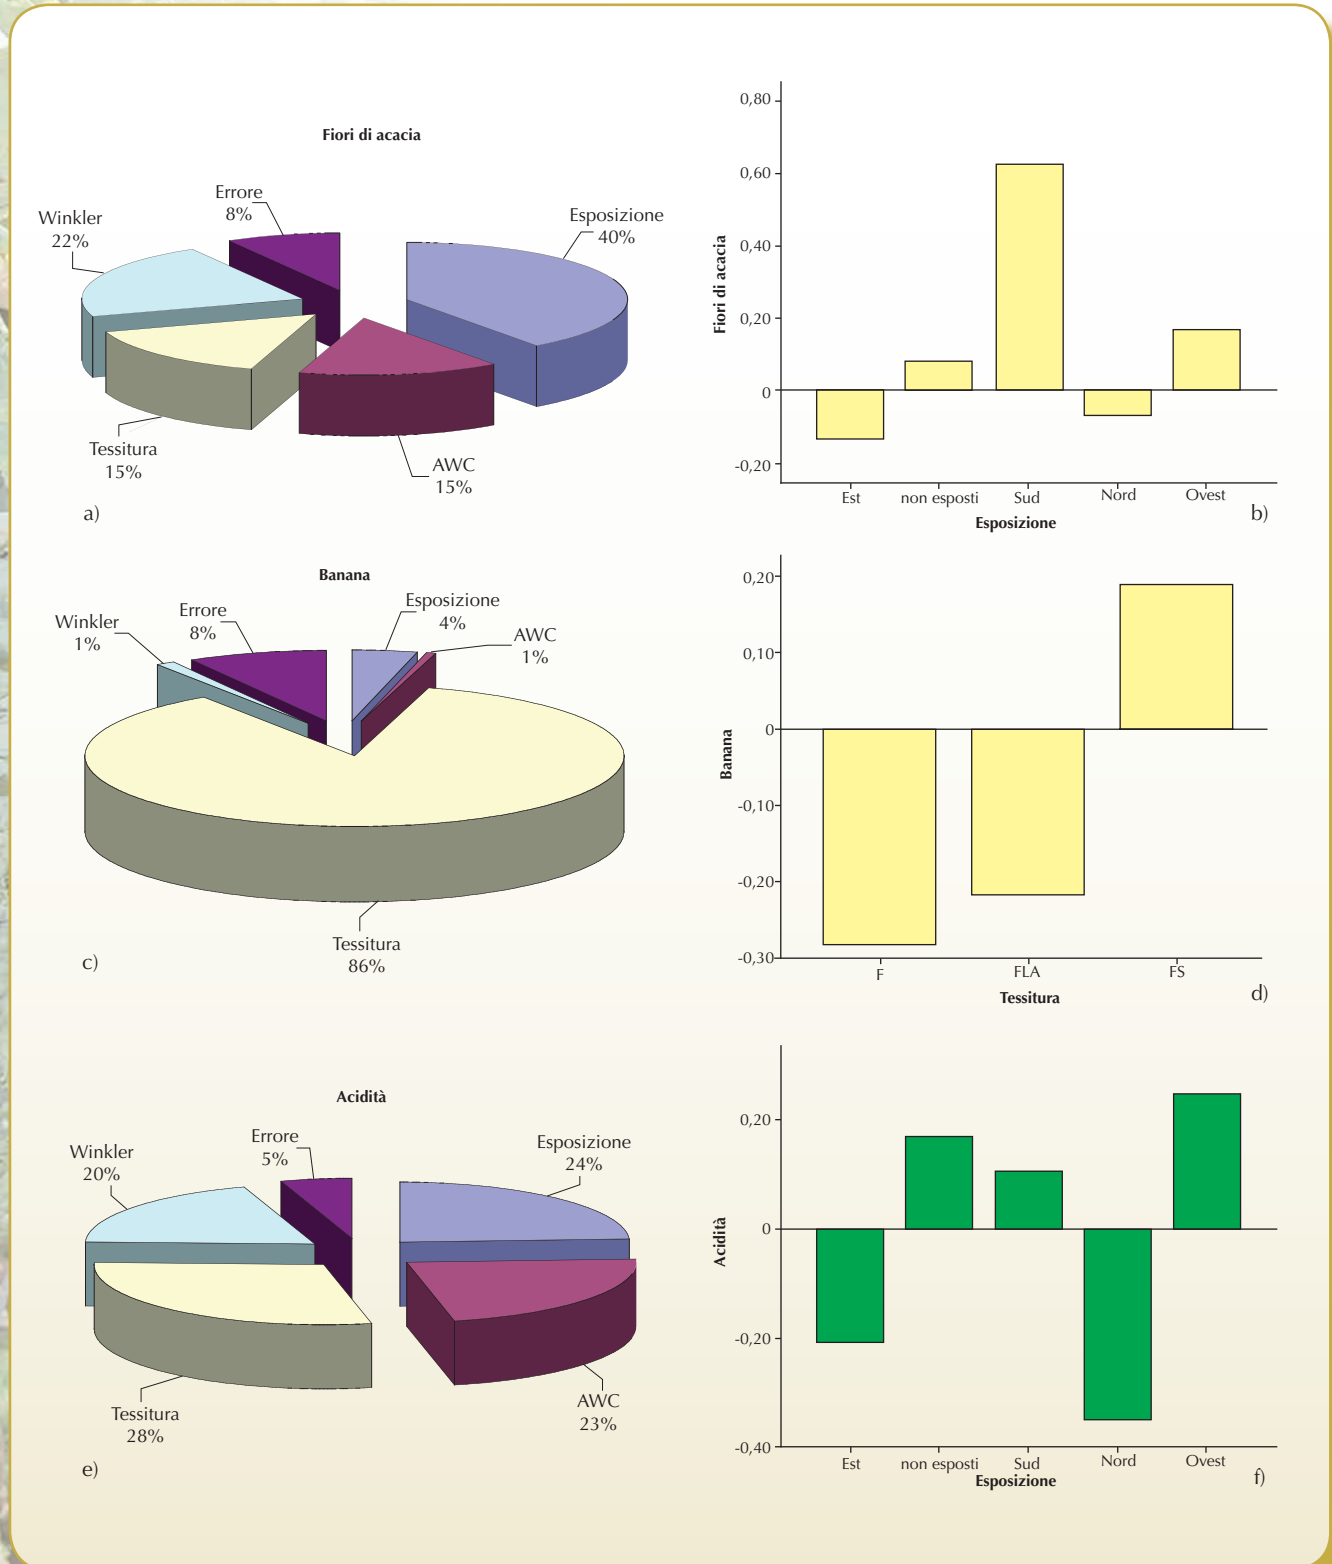 Fiori di acacia
Errore
8%
Winkler
22%
Esposizione
40%
Tessitura
15%
AWC
15%
a)
0,80
0,60
0,40
0,20
0
-0,20
Fiori di acacia
Est
non esposti
Sud
Nord
Ovest
Esposizione
b)
Banana
Winkler
1%
Errore
8%
Esposizione
4%
AWC
1%
Tessitura
86%
c)
0,20
0,10
0
-0,10
-0,20
-0,30
Banana
F
FLA
FS
Tessitura
d)
Acidità
Winkler
20%
Errore
5%
Esposizione
24%
Tessitura
28%
AWC
23%
e)
0,20
0
-0,20
-0,40
Acidità
Est
non esposti
Sud
Nord
Ovest
Esposizione
f)